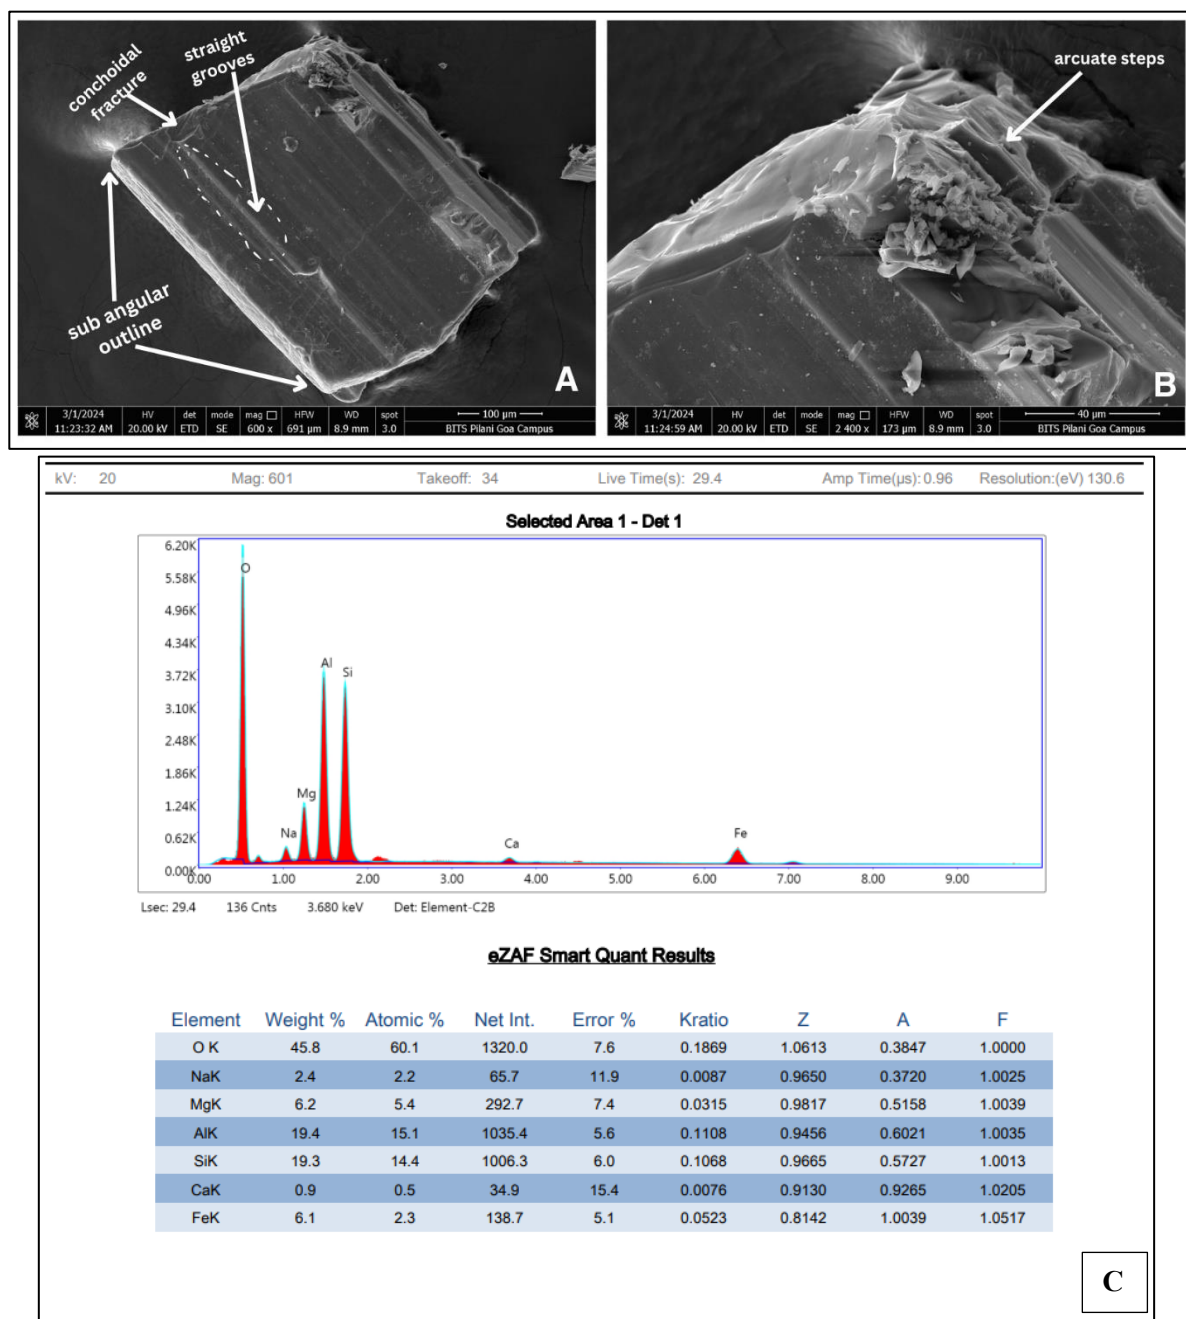 conchoidal
fracture
straight
grooves
sub angular
outline
A
3/1/2024 HV det mode mag HFW WD spot 100 µm
11:23:32 AM 20.00 kV ETD SE 600 x 691 µm 8.9 mm 3.0 BITS Pilani Goa Campus
arcuate steps
B
3/1/2024 HV det mode mag HFW WD spot 40 µm
11:24:59 AM 20.00 kV ETD SE 2 400 x 173 µm 8.9 mm 3.0 BITS Pilani Goa Campus
kV: 20 Mag: 601 Takeoff: 34 Live Time(s): 29.4 Amp Time(µs): 0.96 Resolution:(eV) 130.6
Selected Area 1 - Det 1
6.20K
5.58K
4.96K
4.34K
3.72K
3.10K
2.48K
1.86K
1.24K
0.62K
0.00K
O
Na
Mg
Al
Si
Ca
Fe
0.00 1.00 2.00 3.00 4.00 5.00 6.00 7.00 8.00 9.00
Lsec: 29.4 136 Cnts 3.680 keV Det: Element-C2B
eZAF Smart Quant Results
Element Weight % Atomic % Net Int. Error % Kratio Z A F
O K 45.8 60.1 1320.0 7.6 0.1869 1.0613 0.3847 1.0000
NaK 2.4 2.2 65.7 11.9 0.0087 0.9650 0.3720 1.0025
MgK 6.2 5.4 292.7 7.4 0.0315 0.9817 0.5158 1.0039
AlK 19.4 15.1 1035.4 5.6 0.1108 0.9456 0.6021 1.0035
SiK 19.3 14.4 1006.3 6.0 0.1068 0.9665 0.5727 1.0013
CaK 0.9 0.5 34.9 15.4 0.0076 0.9130 0.9265 1.0205
FeK 6.1 2.3 138.7 5.1 0.0523 0.8142 1.0039 1.0517
C